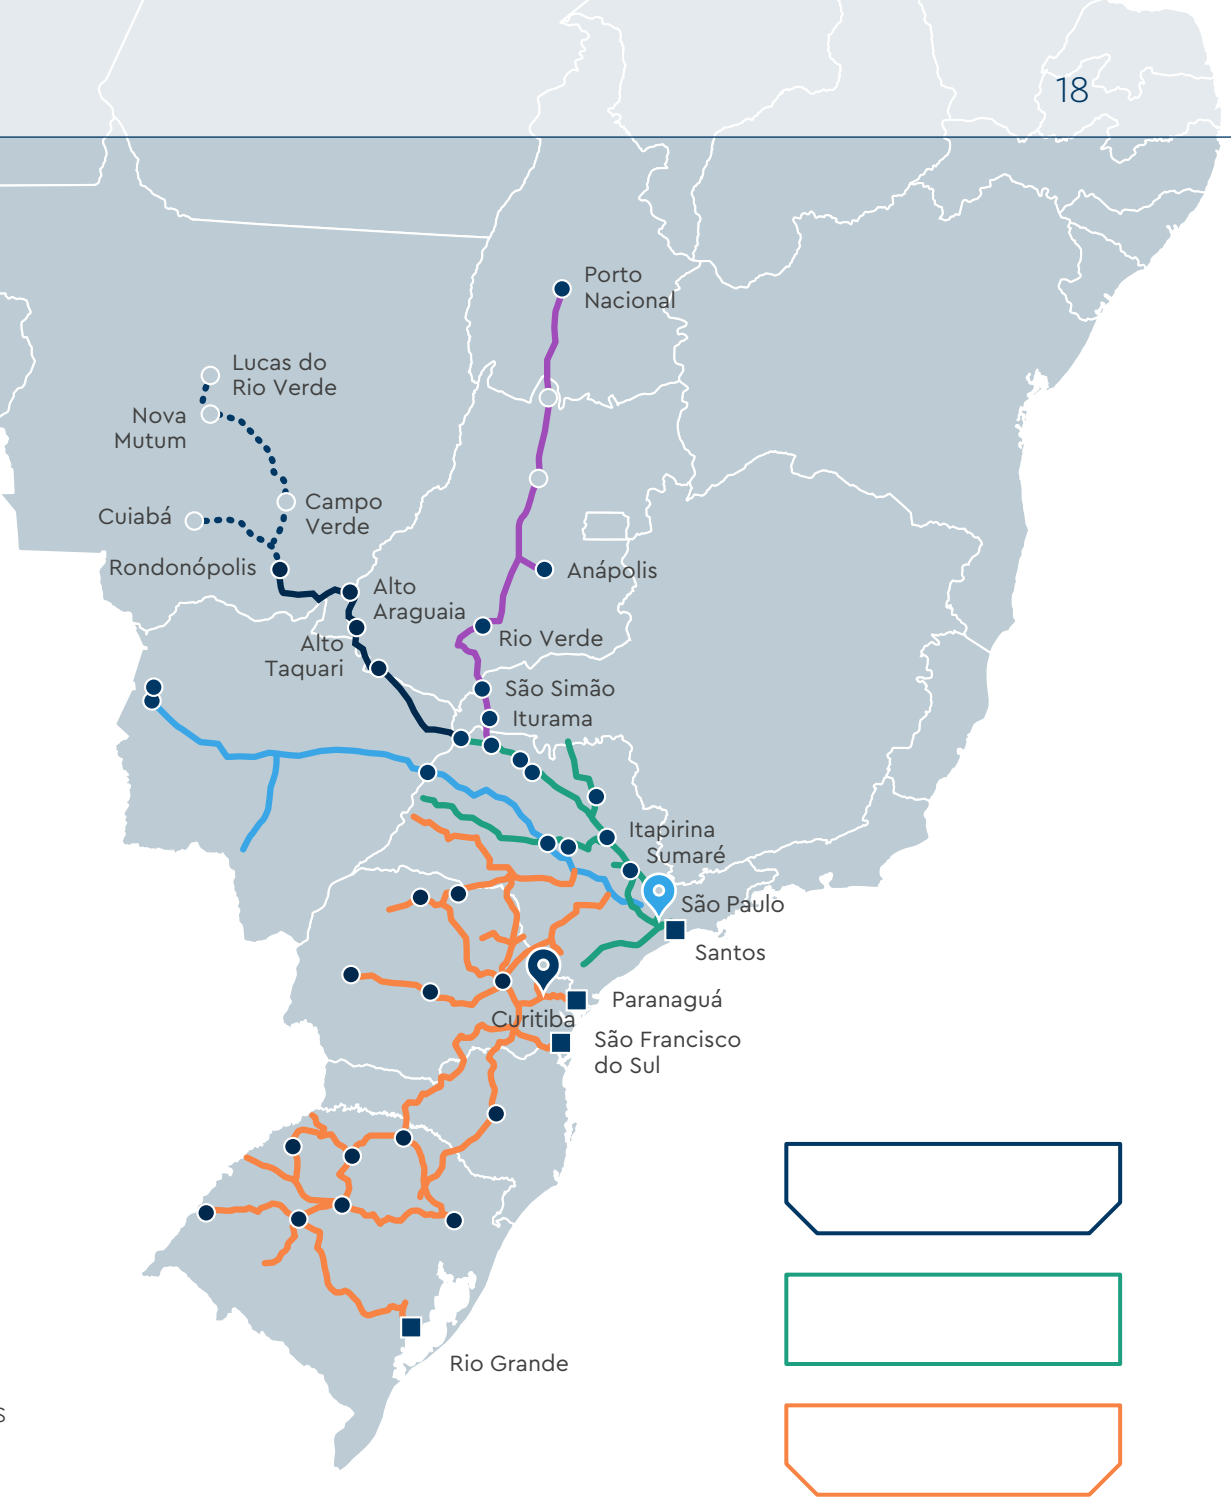 18
Porto
Nacional
Lucas do
Rio Verde
Nova
Mutum
Campo
Verde
Cuiabá
Rondonópolis
Anápolis
Alto
Araguaia
Rio Verde
Alto
Taquari
São Simão
Iturama
Itapirina
Sumaré
São Paulo
Santos
Paranaguá
Curitiba
São Francisco
do Sul
Rio Grande
s